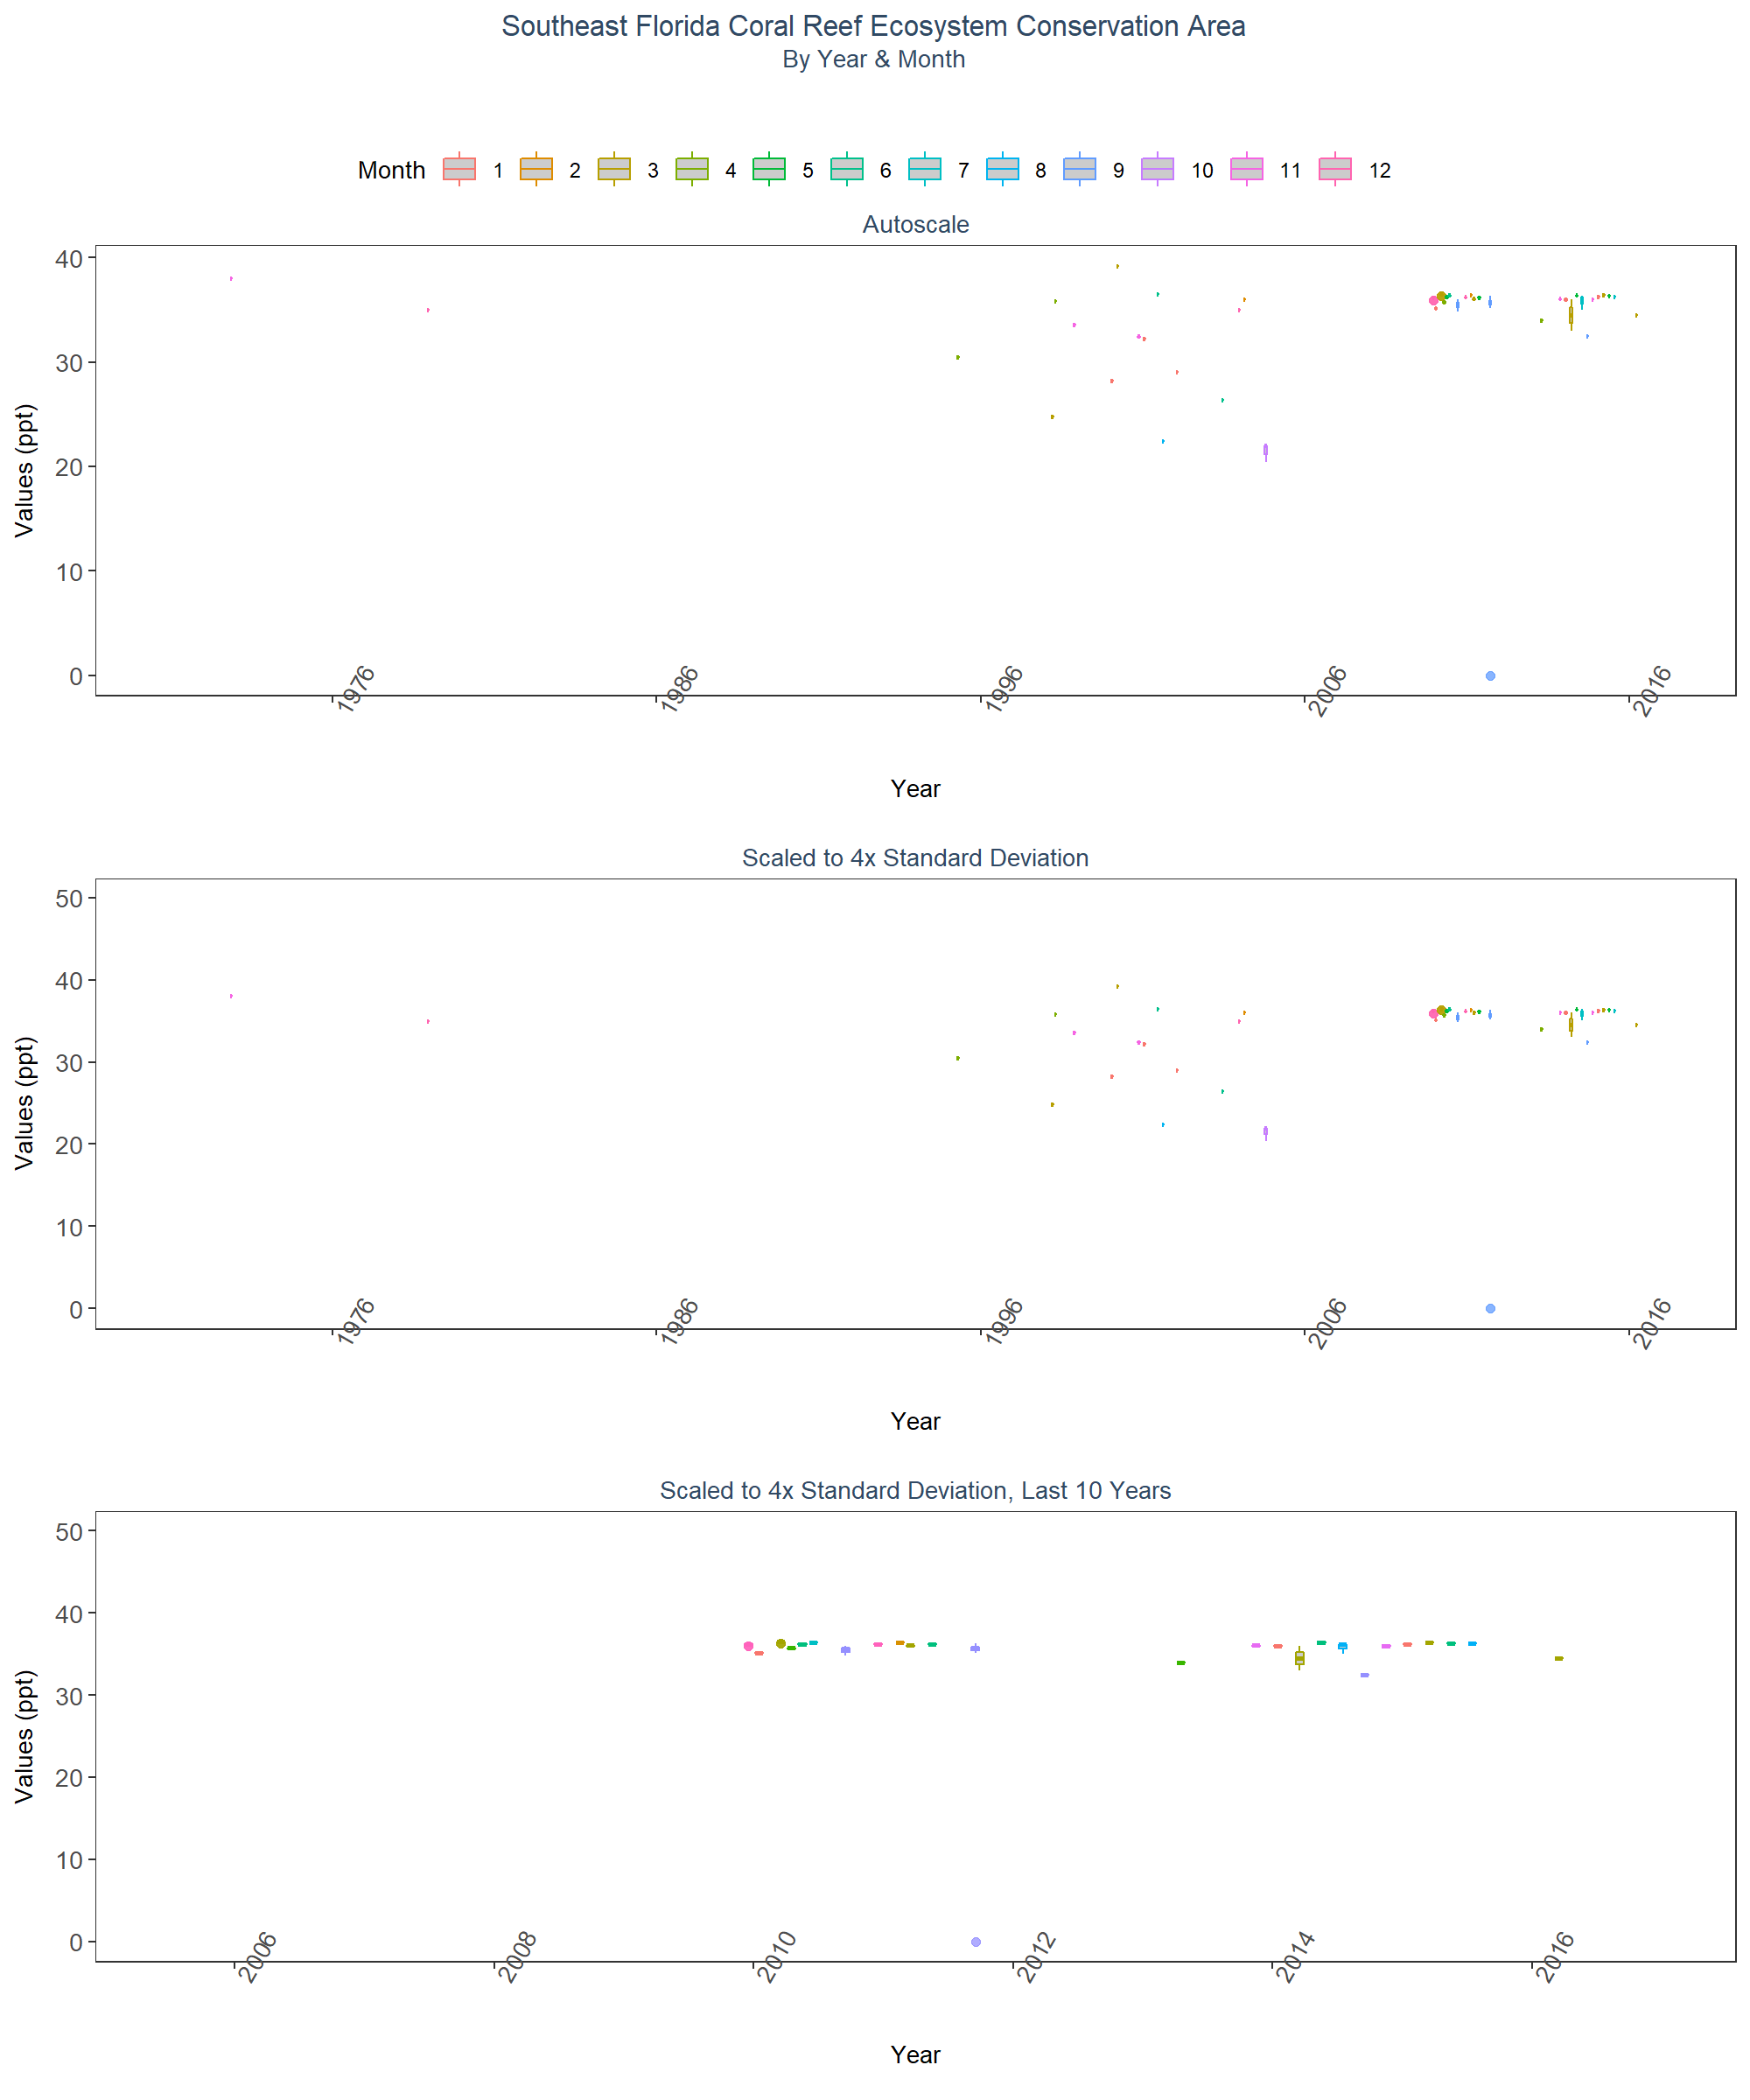 Southeast Florida Coral Reef Ecosystem Conservation Area
By Year & Month
Month 1 2 3 4 5 6 7 8 9 10 11 12
Autoscale
Values (ppt)
40
30
20
10
0
1976 1986 1996 2006 2016
Year
Scaled to 4x Standard Deviation
Values (ppt)
50
40
30
20
10
0
1976 1986 1996 2006 2016
Year
Scaled to 4x Standard Deviation, Last 10 Years
Values (ppt)
50
40
30
20
10
0
2006 2008 2010 2012 2014 2016
Year